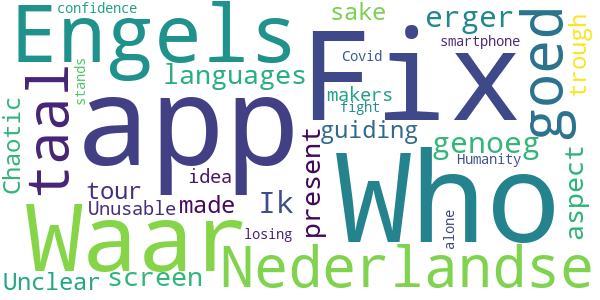 confidence
Engels
sake
erger
smartphone
Fix
Covid
languages
makers
fight
trough
goed
stands
taal
app
Chaotic
guiding
genoeg
Humanity
present
aspect
idea
tour
Unusable
made
Ik
Who
alone
Waar
losing
Nederlandse
Unclear
screen